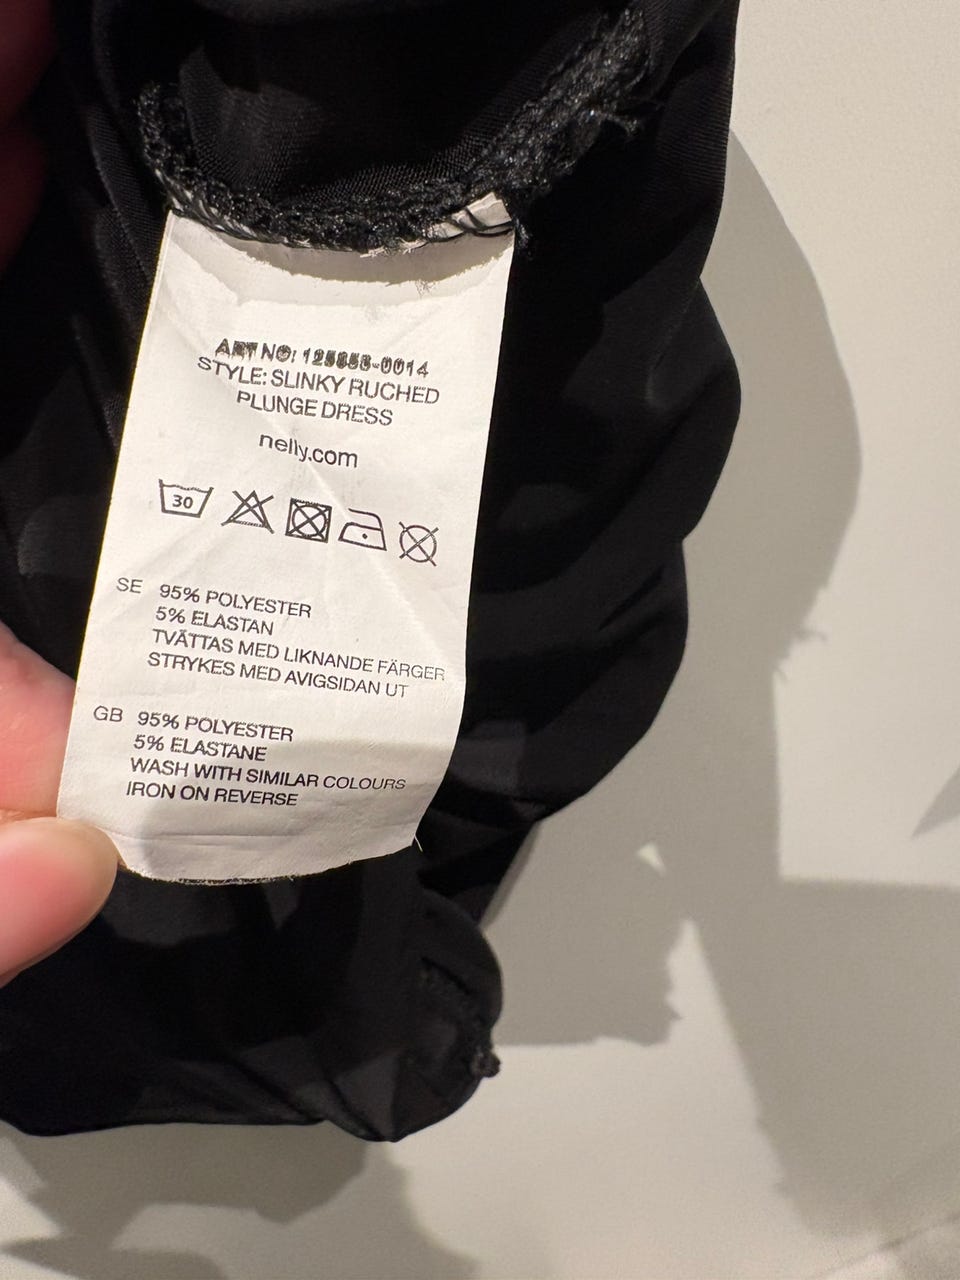 ART NO: 125853-0014
STYLE: SLINKY RUCHED
PLUNGE DRESS
nelly.com
30
SE 95% POLYESTER
5% ELASTAN
TVÄTTAS MED LIKNANDE FÄRGER
STRYKES MED AVIGSIDAN UT
GB 95% POLYESTER
5% ELASTANE
WASH WITH SIMILAR COLOURS
IRON ON REVERSE